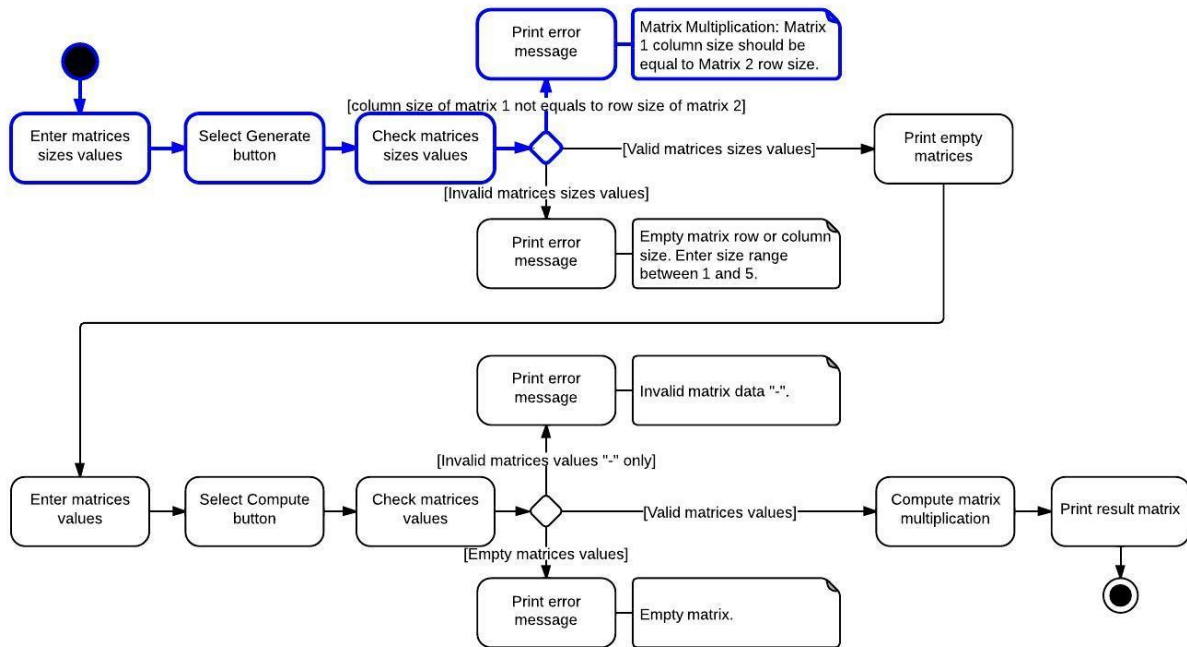 Print error
message
Matrix Multiplication: Matrix
1 column size should be
equal to Matrix 2 row size.
[column size of matrix 1 not equals to row size of matrix 2]
Enter matrices
sizes values
Select Generate
button
Check matrices
sizes values
[Valid matrices sizes values]
Print empty
matrices
[Invalid matrices sizes values]
Print error
message
Empty matrix row or column
size. Enter size range
between 1 and 5.
Print error
message
Invalid matrix data "-".
[Invalid matrices values "-" only]
Enter matrices
values
Select Compute
button
Check matrices
values
[Valid matrices values]
Compute matrix
multiplication
Print result matrix
[Empty matrices values]
Print error
message
Empty matrix.